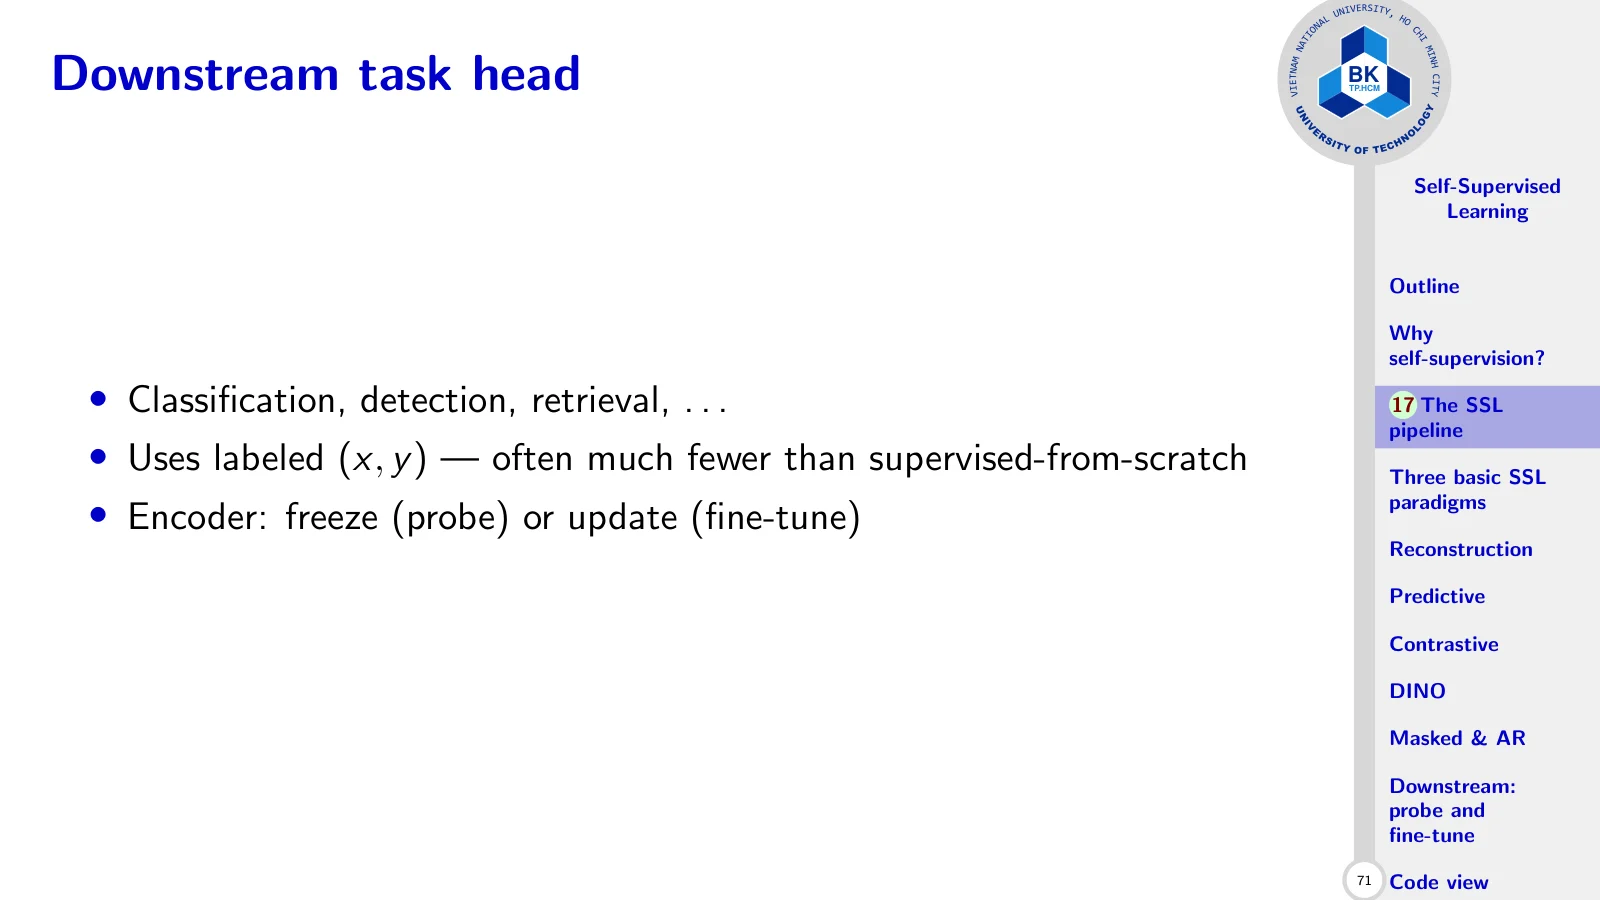 Downstream task head
• Classification, detection, retrieval, . . .
• Uses labeled (x, y) — often much fewer than supervised-from-scratch
• Encoder: freeze (probe) or update (fine-tune)
VIETNAM NATIONAL UNIVERSITY, HO CHI MINH CITY
BK
TP.HCM
UNIVERSITY OF TECHNOLOGY
Self-Supervised
Learning
Outline
Why
self-supervision?
17 The SSL
pipeline
Three basic SSL
paradigms
Reconstruction
Predictive
Contrastive
DINO
Masked & AR
Downstream:
probe and
fine-tune
Code view
71